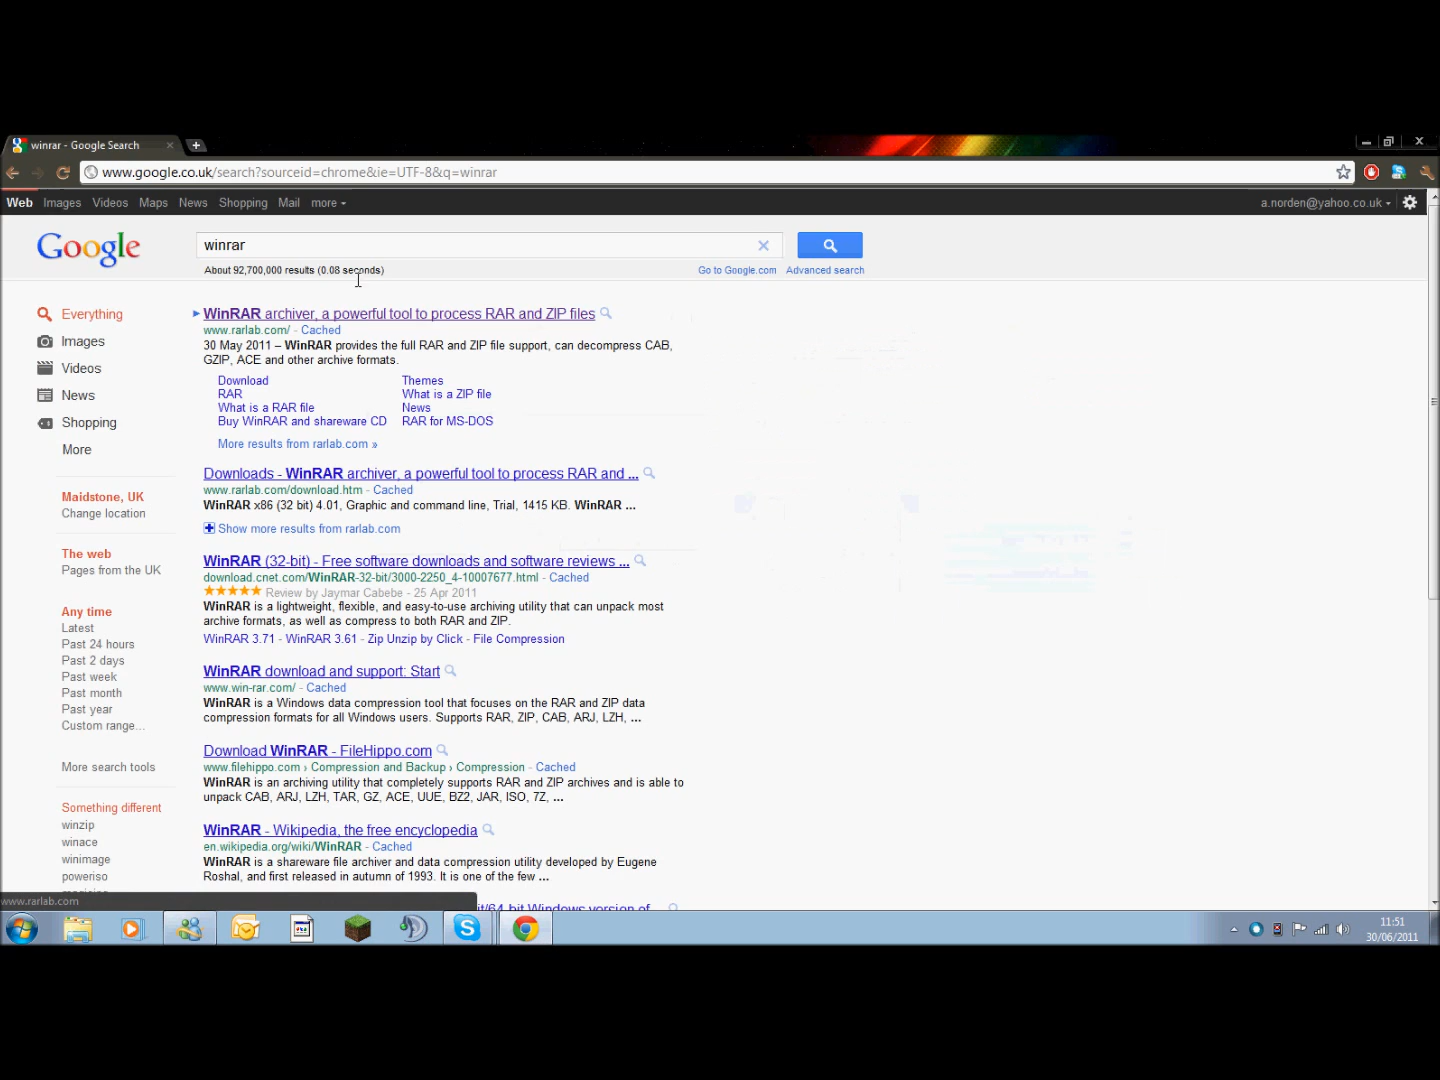 winrar - Google Search
www.google.co.uk/search?sourceid=chrome&ie=UTF-8&q=winrar
Web Images Videos Maps News Shopping Mail more
a.norden@yahoo.co.uk
Google
winrar
About 92,700,000 results (0.08 seconds)
Go to Google.com Advanced search
Everything
Images
Videos
News
Shopping
More
Maidstone, UK
Change location
The web
Pages from the UK
Any time
Latest
Past 24 hours
Past 2 days
Past week
Past month
Past year
Custom range...
More search tools
Something different
winzip
winace
winimage
poweriso
WinRAR archiver, a powerful tool to process RAR and ZIP files
www.rarlab.com/ - Cached
30 May 2011 – WinRAR provides the full RAR and ZIP file support, can decompress CAB,
GZIP, ACE and other archive formats.
Download Themes
RAR What is a ZIP file
What is a RAR file News
Buy WinRAR and shareware CD RAR for MS-DOS
More results from rarlab.com »
Downloads - WinRAR archiver, a powerful tool to process RAR and ...
www.rarlab.com/download.htm - Cached
WinRAR x86 (32 bit) 4.01, Graphic and command line, Trial, 1415 KB. WinRAR ...
Show more results from rarlab.com
WinRAR (32-bit) - Free software downloads and software reviews ...
download.cnet.com/WinRAR-32-bit/3000-2250_4-10007677.html - Cached
Review by Jaymar Cabebe - 25 Apr 2011
WinRAR is a lightweight, flexible, and easy-to-use archiving utility that can unpack most
archive formats, as well as compress to both RAR and ZIP.
WinRAR 3.71 - WinRAR 3.61 - Zip Unzip by Click - File Compression
WinRAR download and support: Start
www.win-rar.com/ - Cached
WinRAR is a Windows data compression tool that focuses on the RAR and ZIP data
compression formats for all Windows users. Supports RAR, ZIP, CAB, ARJ, LZH, ...
Download WinRAR - FileHippo.com
www.filehippo.com › Compression and Backup › Compression - Cached
WinRAR is an archiving utility that completely supports RAR and ZIP archives and is able to
unpack CAB, ARJ, LZH, TAR, GZ, ACE, UUE, BZ2, JAR, ISO, 7Z, ...
WinRAR - Wikipedia, the free encyclopedia
en.wikipedia.org/wiki/WinRAR - Cached
WinRAR is a shareware file archiver and data compression utility developed by Eugene
Roshal, and first released in autumn of 1993. It is one of the few ...
it/64-bit Windows version of
www.rarlab.com
11:51
30/06/2011